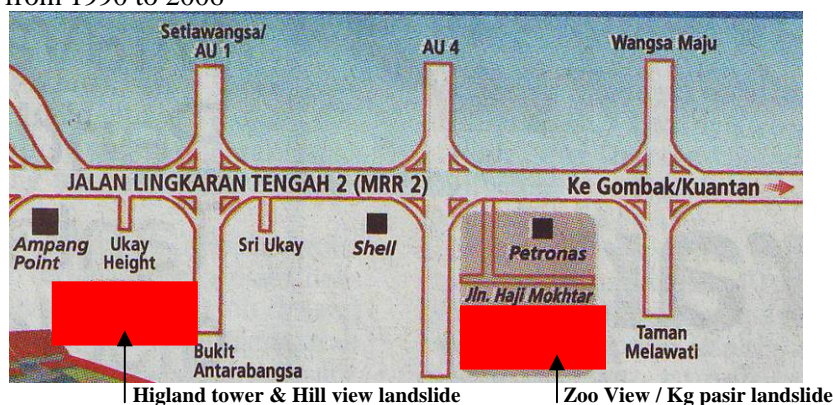 from 1990 to 2006
Setiawangsa/
AU 1
AU 4
Wangsa Maju
JALAN LINGKARAN TENGAH 2 (MRR 2)
Ke Gombak/Kuantan
Ampang
Point
Ukay
Height
Sri Ukay
Shell
Petronas
Jln. Haji Mokhtar
Bukit
Antarabangsa
Taman
Melawati
Higland tower & Hill view landslide
Zoo View / Kg pasir landslide